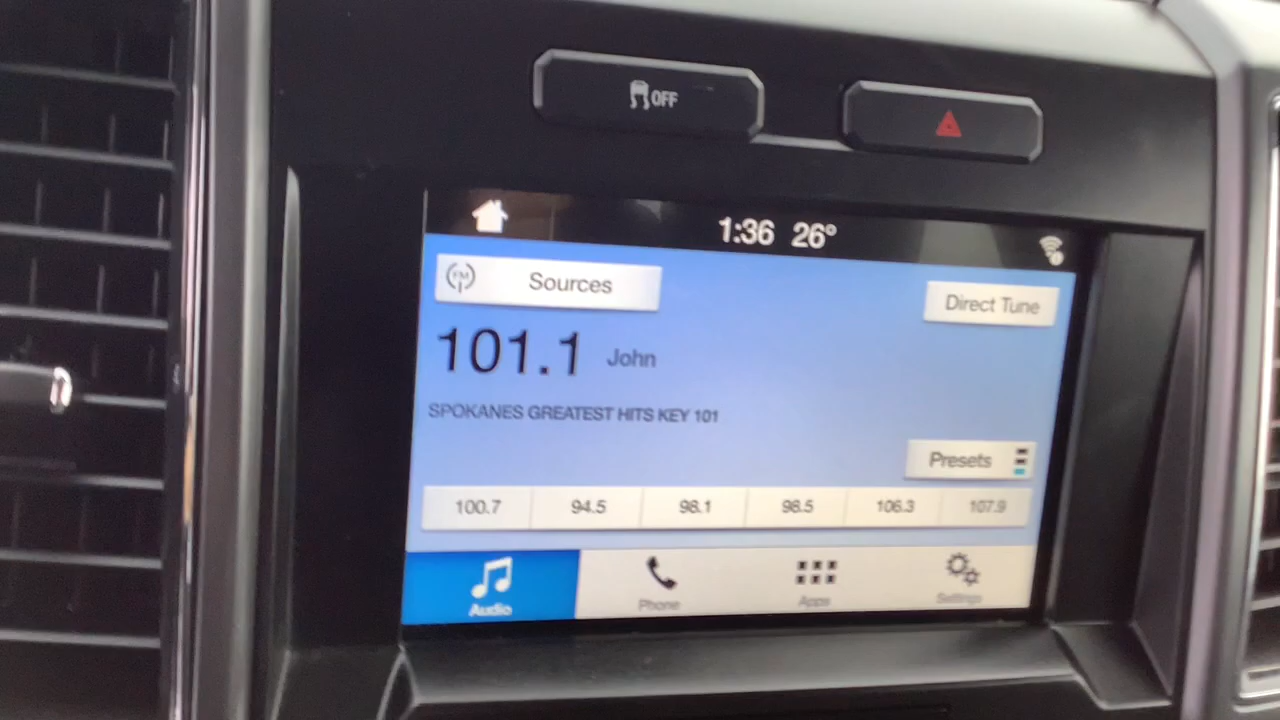 OFF
1:36 26°
FM Sources
Direct Tune
101.1 John
SPOKANES GREATEST HITS KEY 101
Presets
100.7 94.5 98.1 98.5 106.3 107.9
Audio Phone Apps Settings